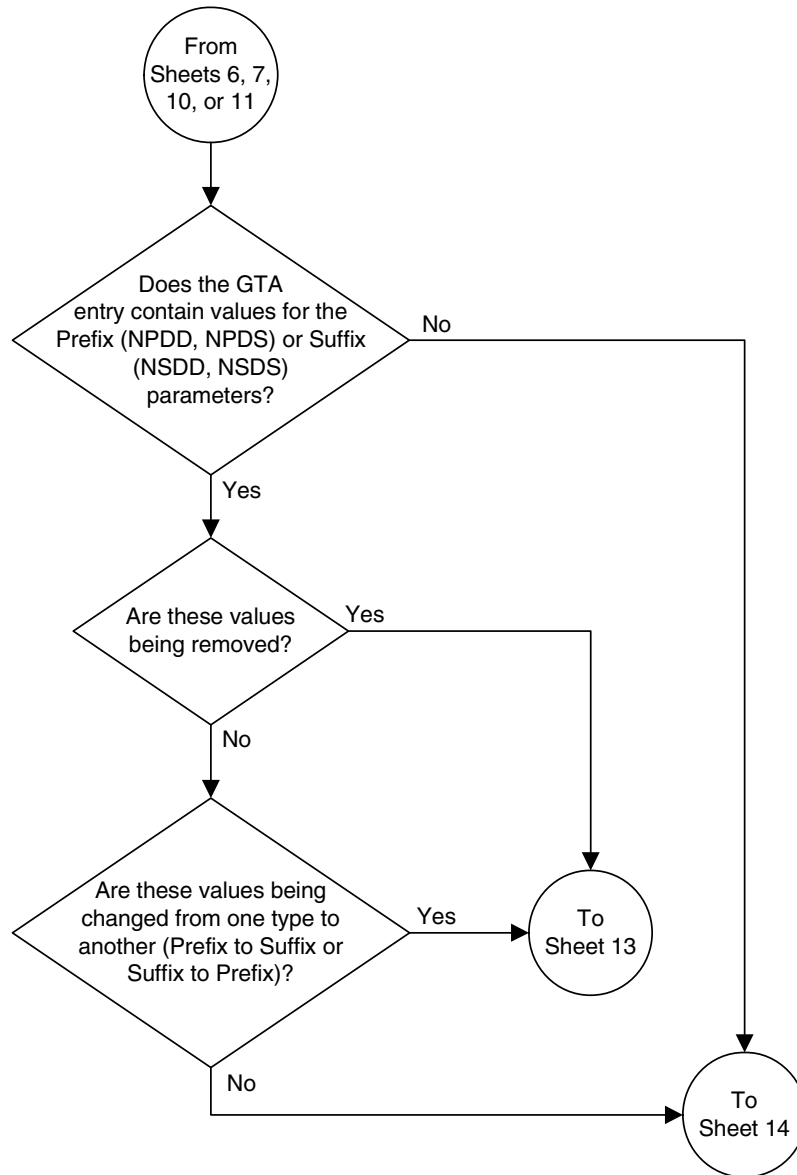 From
Sheets 6, 7,
10, or 11
Does the GTA
entry contain values for the
Prefix (NPDD, NPDS) or Suffix
(NSDD, NSDS)
parameters?
No
Yes
Are these values
being removed?
Yes
No
Are these values being
changed from one type to
another (Prefix to Suffix or
Suffix to Prefix)?
Yes
To
Sheet 13
No
To
Sheet 14